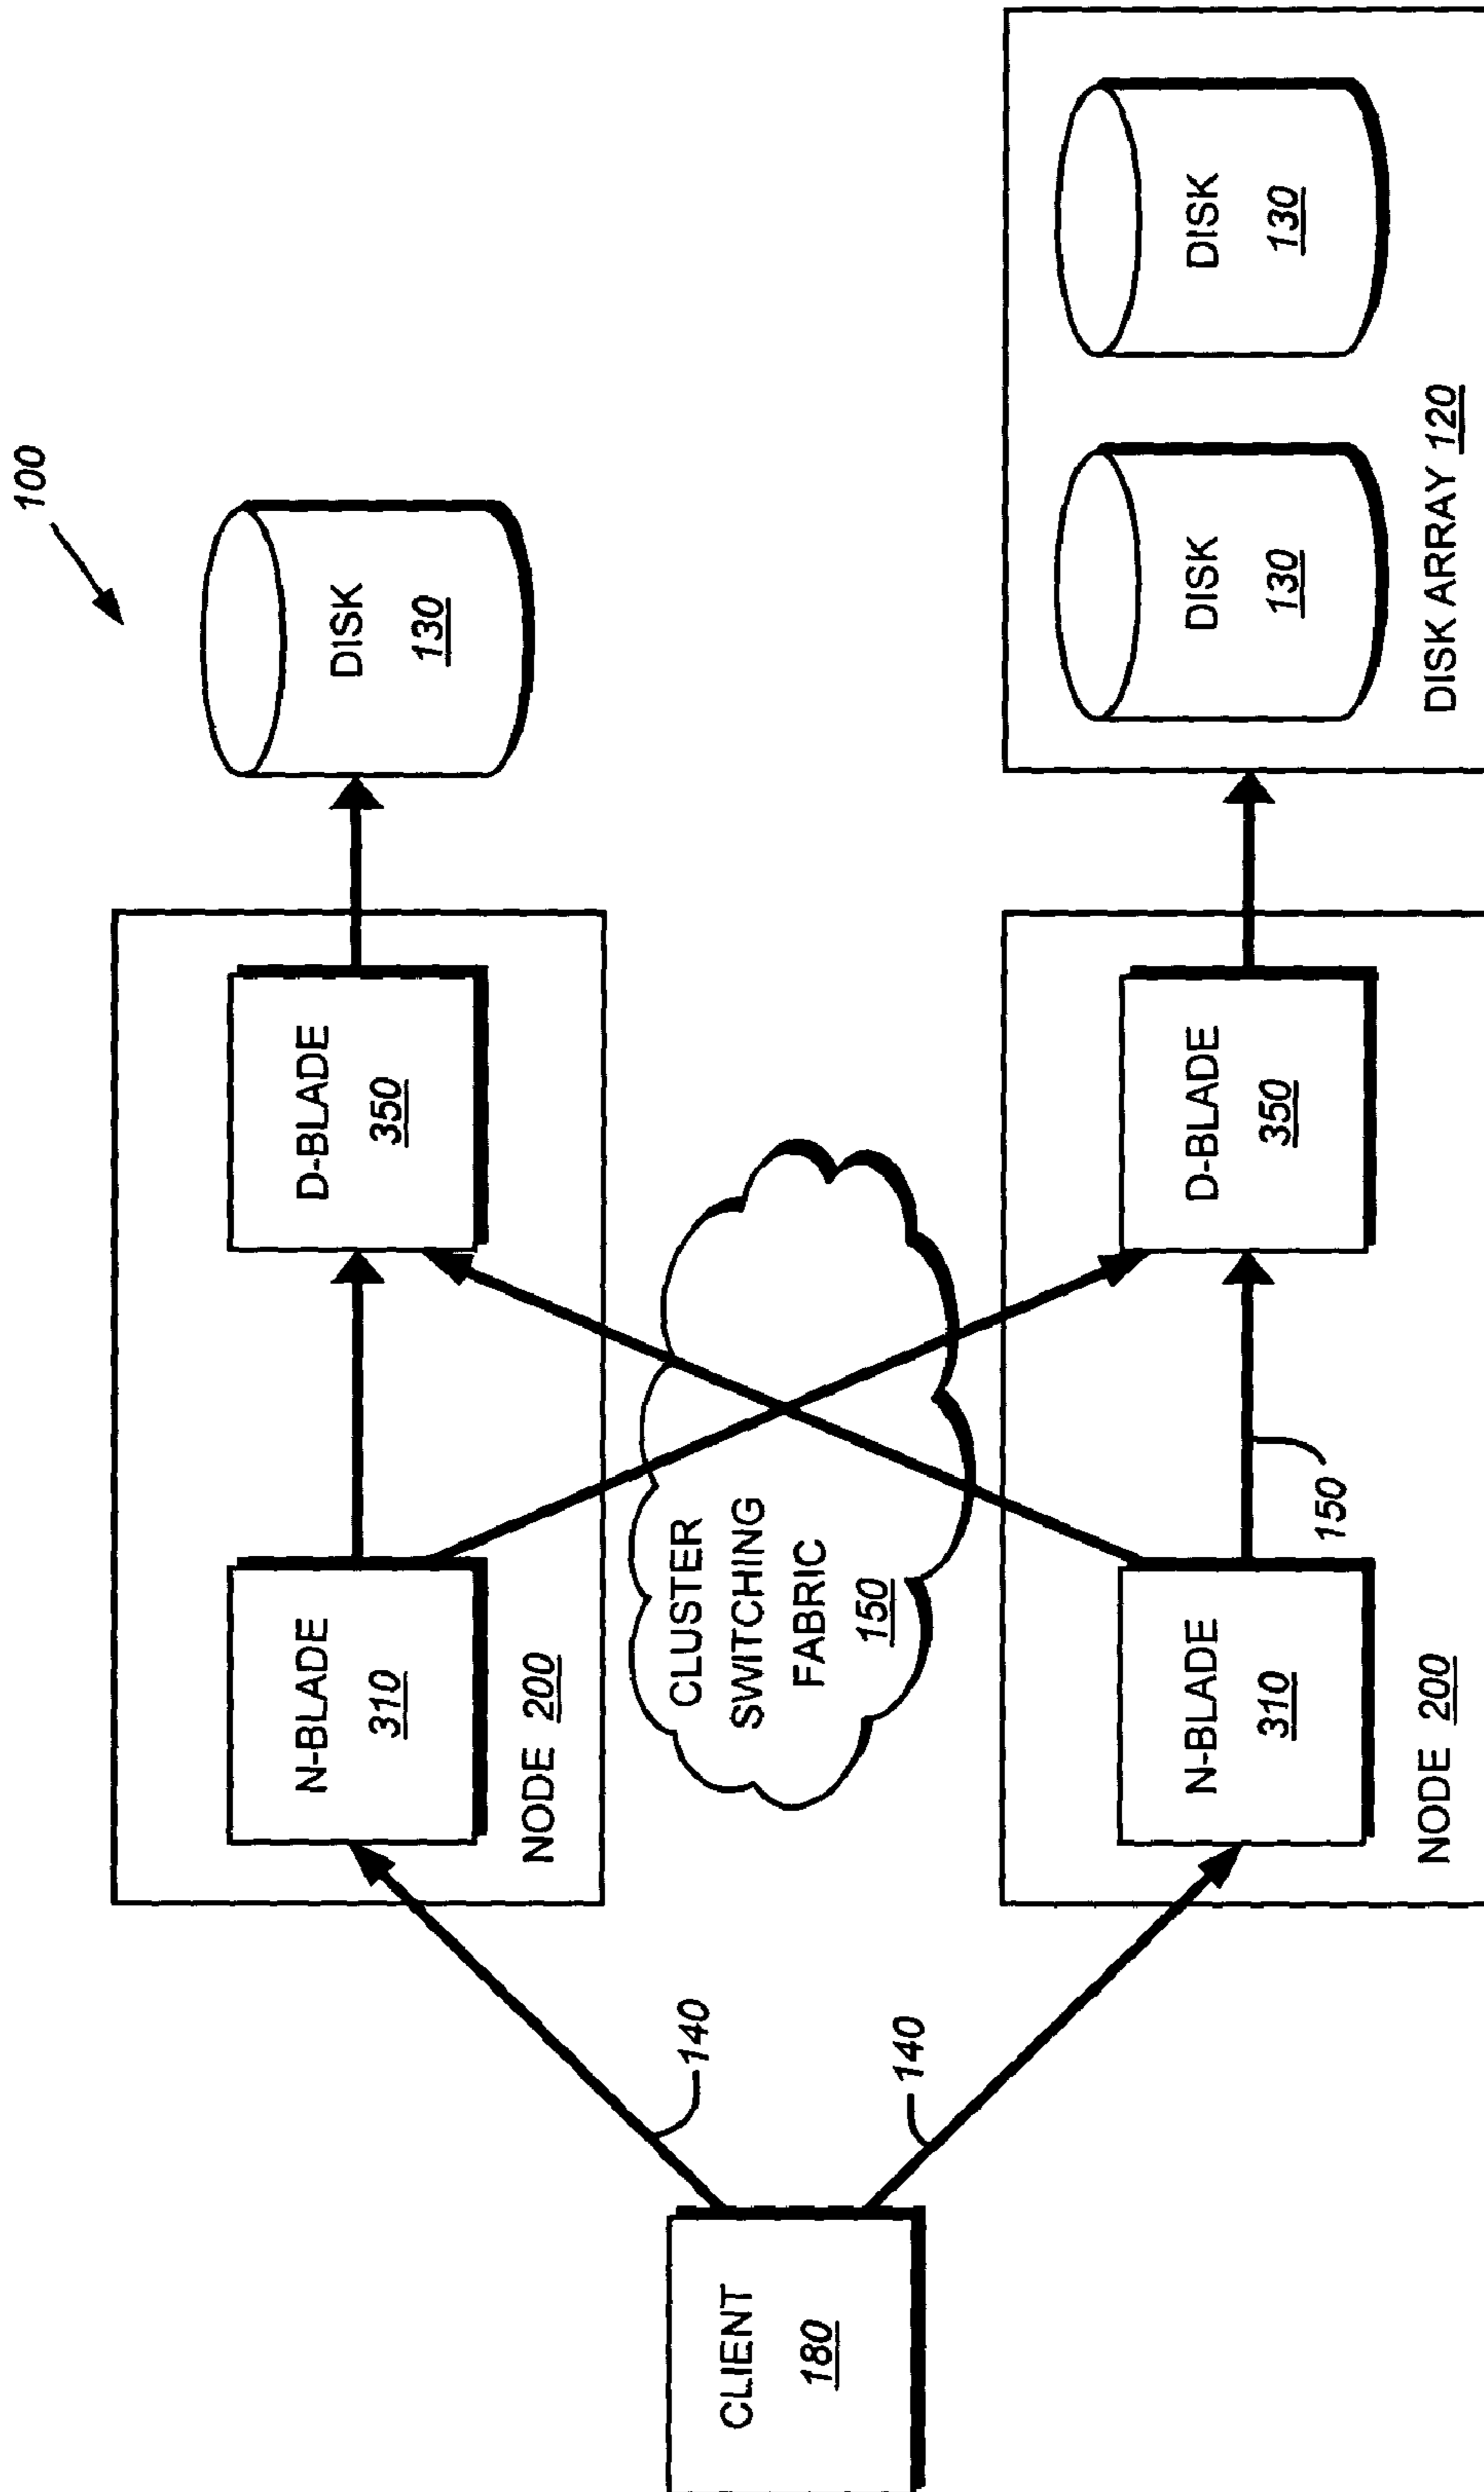 100
NODE 200
N-BLADE
310
D-BLADE
350
DISK
130
CLIENT
180
140
140
CLUSTER
SWITCHING
FABRIC
150
NODE 200
N-BLADE
310
150
D-BLADE
350
DISK
130
DISK
130
DISK ARRAY 120